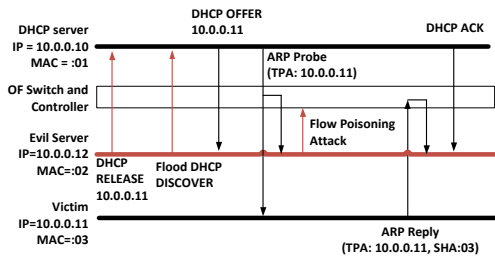 DHCP server
IP = 10.0.0.10
MAC = :01
DHCP OFFER
10.0.0.11
DHCP ACK
ARP Probe
(TPA: 10.0.0.11)
OF Switch and
Controller
Evil Server
IP=10.0.0.12
MAC=:02
Flow Poisoning
Attack
DHCP
RELEASE
10.0.0.11
Flood DHCP
DISCOVER
Victim
IP=10.0.0.11
MAC=:03
ARP Reply
(TPA: 10.0.0.11, SHA:03)